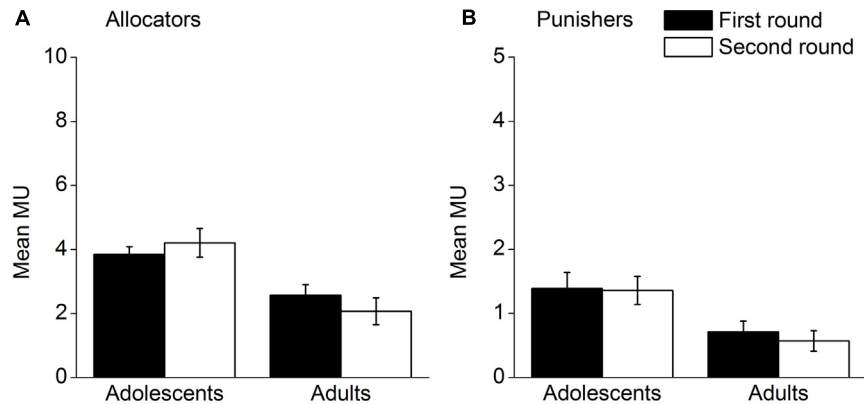 A Allocators
10
8
6
4
2
0
Mean MU
Adolescents Adults
B Punishers
First round
Second round
5
4
3
2
1
0
Mean MU
Adolescents Adults